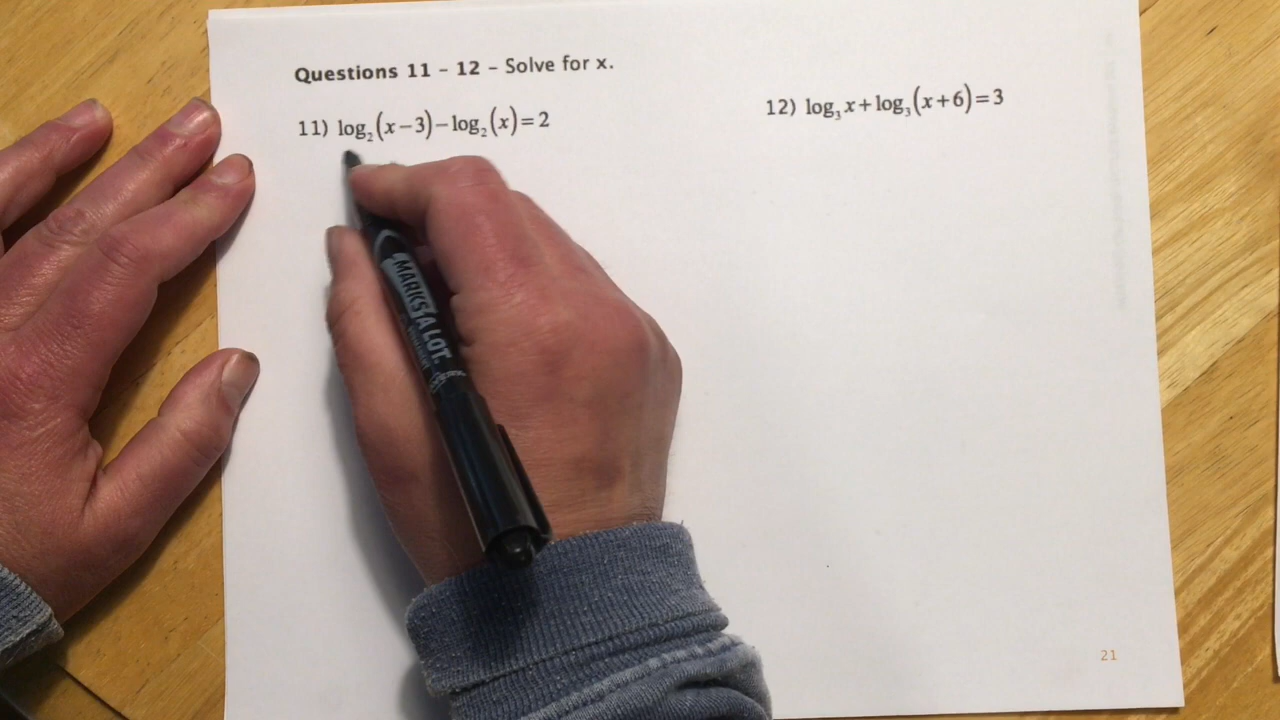 Questions 11 – 12 – Solve for x.
11) log₂(x−3)−log₂(x)=2
12) log₃x+log₃(x+6)=3
MARKS A LOT.
21